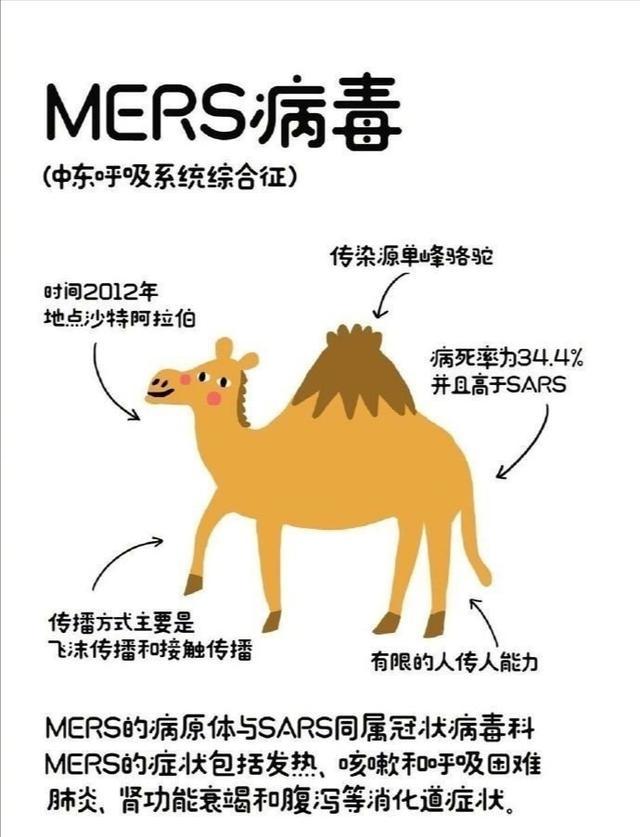 MERS病毒
(中东呼吸系统综合征)
传染源单峰骆驼
时间2012年
地点沙特阿拉伯
病死率为34.4%
并且高于SARS
传播方式主要是
飞沫传播和接触传播
有限的人传人能力
MERS的病原体与SARS同属冠状病毒科
MERS的症状包括发热、咳嗽和呼吸困难
肺炎、肾功能衰竭和腹泻等消化道症状。